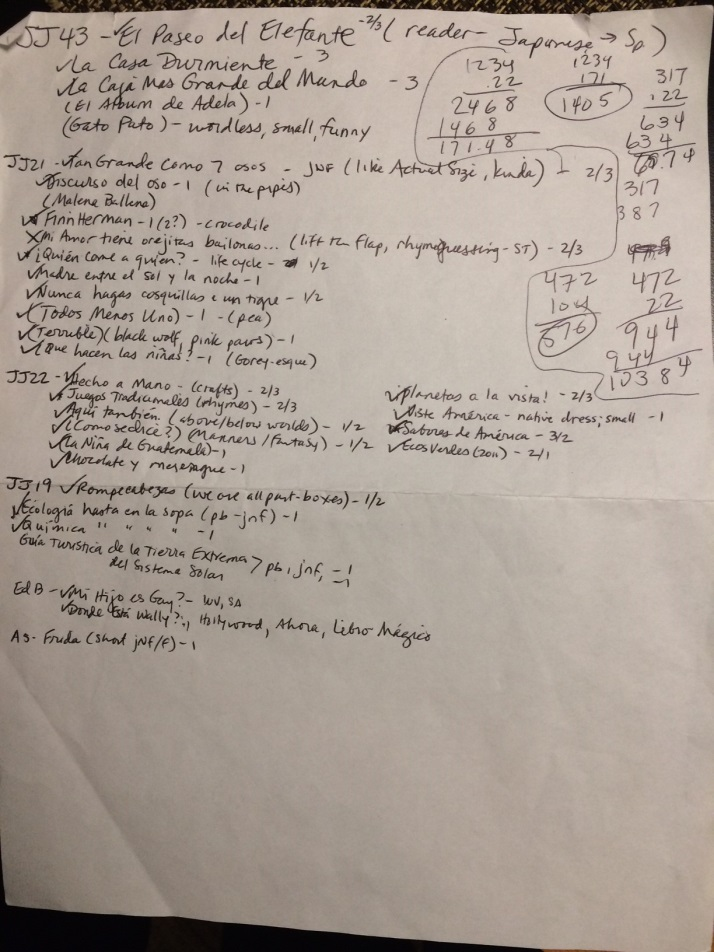 JJ43 - ✓El Paseo del Elefante -2/3 (reader - Japanese → Sp)
✓La Casa Durmiente - 3
✓La Caja Mas Grande del Mundo - 3
(El Album de Adela) - 1
(Gato Pato) - wordless, small, funny
1234
.22
2468
1468
171.48
1234
171
1405
317
.22
634
634
69.74
317
387
JJ21 - ✓Tan Grande Como 7 osos - JNF (like Actual Size, kinda) - 2/3
✓Discurso del oso - 1 (in the pipes)
(Malena Ballena)
✓Finn Herman - 1(2?) - crocodile
✗Mi Amor tiene orejitas bailonas... (lift the flap, rhyme guessing - ST) - 2/3
✓¿Quién come a quien? - life cycle - 1/2
✓Madre entre el sol y la noche - 1
✓Nunca hagas cosquillas a un tigre - 1/2
✓(Todos Menos Uno) - 1 - (pea)
✓(Terruble) (black wolf, pink paws) - 1
✓¿Que hacen las niñas? - 1 (Gorey-esque)
472
104
576
472
22
944
944
10384
JJ22 - ✓Hecho a Mano - (crafts) - 2/3
✓Juegos Tradicionales (rhymes) - 2/3
✓Aquí también (above/below worlds) - 1/2
✓(¿Como se dice?) (Manners/Fantasy) - 1/2
✓(La Niña de Guatemala) - 1
✓Chocolate y merengue - 1
✓¡Planetas a la vista! - 2/3
✓Viste América - native dress; small - 1
✓Sabores de América - 3/2
✓Ecos Verdes (2011) - 2/1
JJ19 ✓Rompecabezas (we are all part-boxes) - 1/2
✓Ecología hasta en la sopa (pb-jnf) - 1
✓Química " " " " - 1
Guía Turistica de la Tierra Extrema > pb, jnf, - 1
del Sistema Solar - 1
Ed B - ✓Mi Hijo es Gay? - WV, SA
✓Donde Está Wally?:, Hollywood, Ahora, Libro Mágico
A9 - Fruda (short jNF/F) - 1